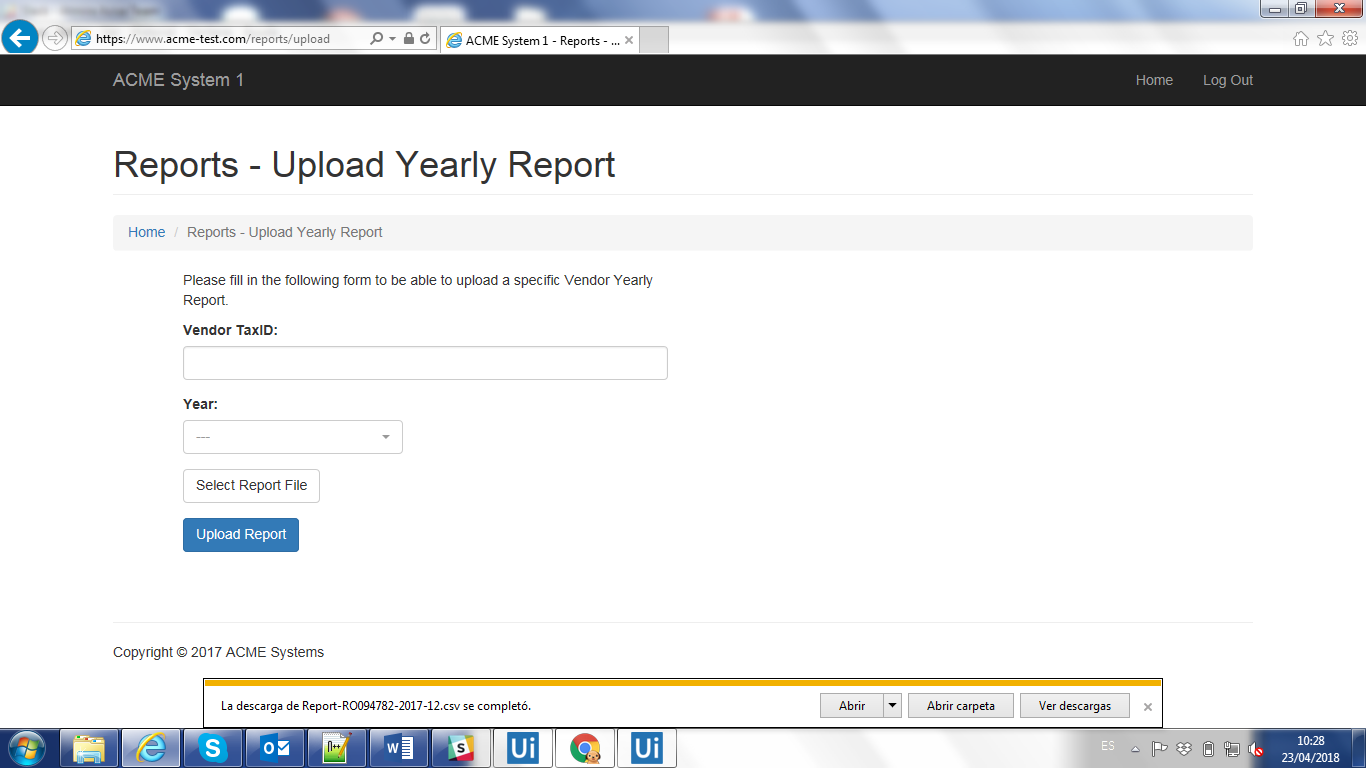 https://www.acme-test.com/reports/upload
ACME System 1 - Reports - ...
ACME System 1
Home
Log Out
Reports - Upload Yearly Report
Home / Reports - Upload Yearly Report
Please fill in the following form to be able to upload a specific Vendor Yearly
Report.
Vendor TaxID:
Year:
---
Select Report File
Upload Report
Copyright © 2017 ACME Systems
La descarga de Report-RO094782-2017-12.csv se completó.
Abrir
Abrir carpeta
Ver descargas
Ui
Ui
ES
10:28
23/04/2018